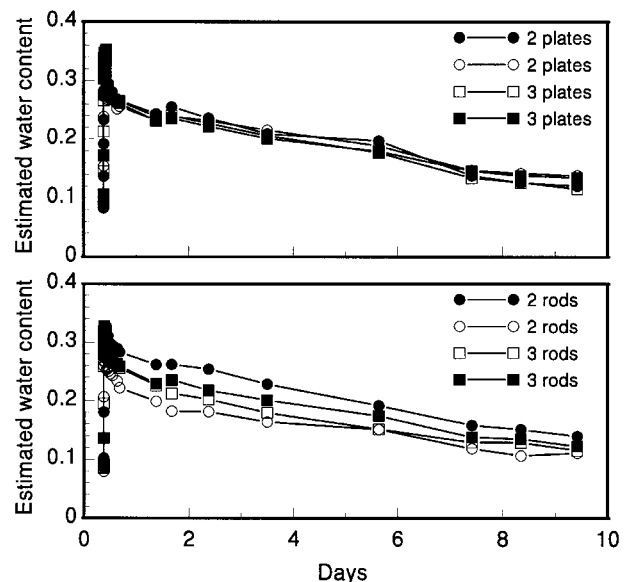 Estimated water content
0.4
0.3
0.2
0.1
0
2 plates
2 plates
3 plates
3 plates
Estimated water content
0.4
0.3
0.2
0.1
0
2 rods
2 rods
3 rods
3 rods
0 2 4 6 8 10
Days